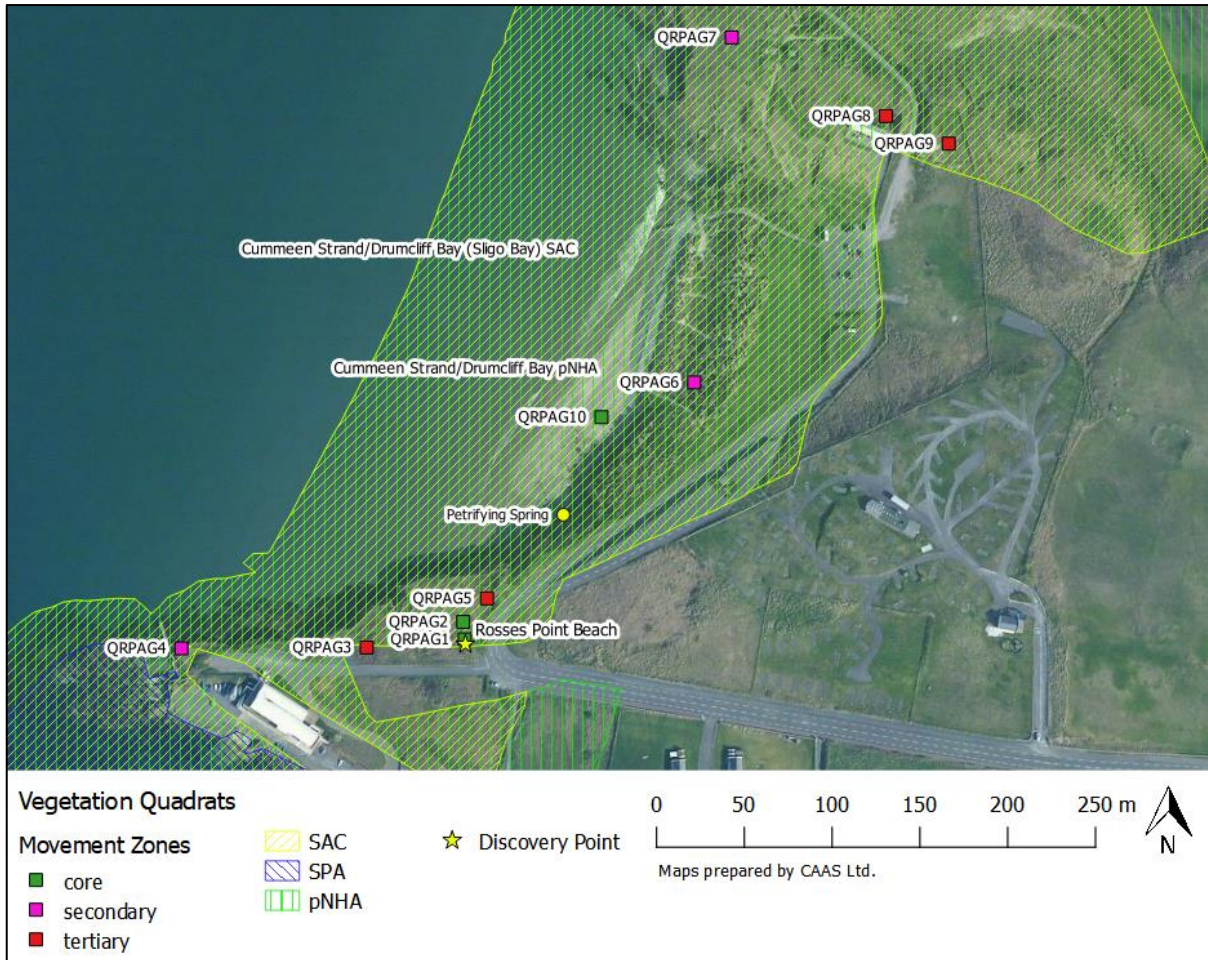 QRPAG7
QRPAG8
QRPAG9
Cummeen Strand/Drumcliff Bay (Sligo Bay) SAC
Cummeen Strand/Drumcliff Bay pNHA
QRPAG6
QRPAG10
Petrifying Spring
QRPAG5
QRPAG2
QRPAG1
Rosses Point Beach
QRPAG4
QRPAG3
Vegetation Quadrats
Movement Zones
core
secondary
tertiary
SAC
SPA
pNHA
Discovery Point
0 50 100 150 200 250 m
Maps prepared by CAAS Ltd.
N